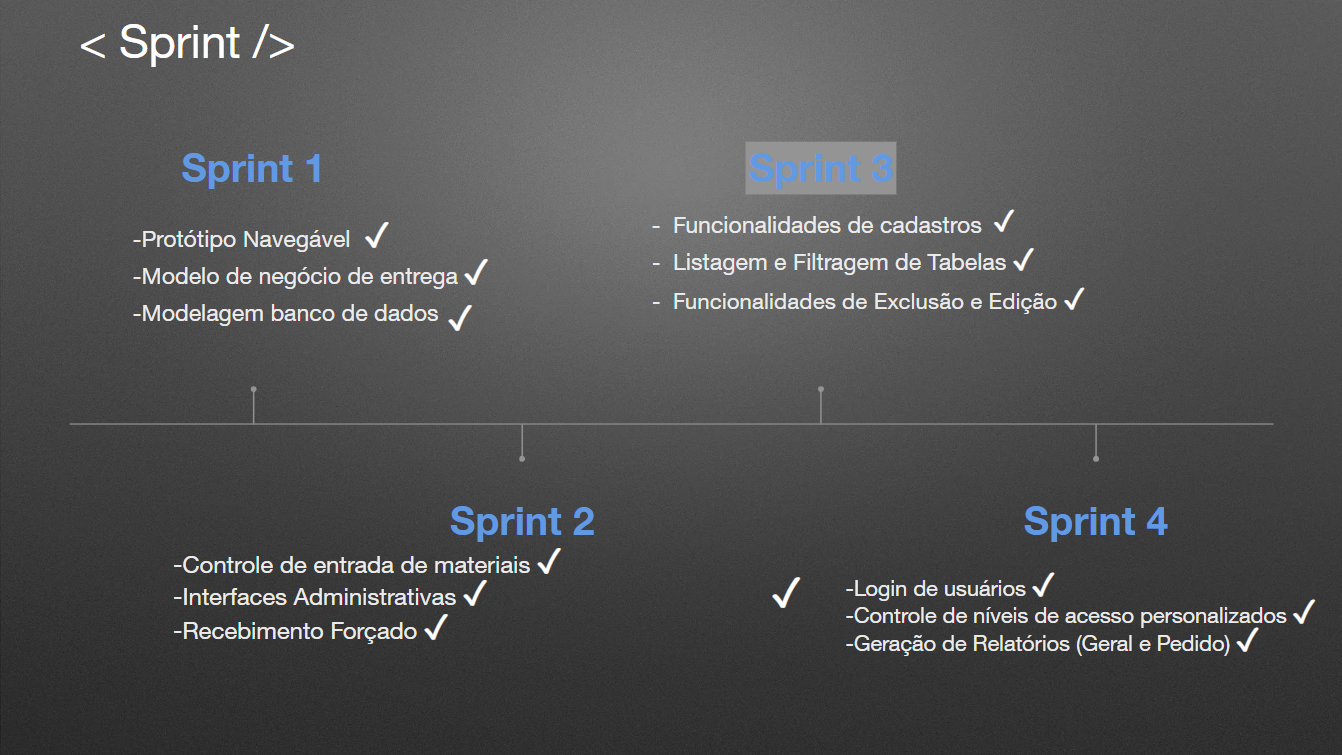 < Sprint />
Sprint 1
-Protótipo Navegável ✓
-Modelo de negócio de entrega ✓
-Modelagem banco de dados ✓
Sprint 3
- Funcionalidades de cadastros ✓
- Listagem e Filtragem de Tabelas ✓
- Funcionalidades de Exclusão e Edição ✓
Sprint 2
-Controle de entrada de materiais ✓
-Interfaces Administrativas ✓
-Recebimento Forçado ✓
Sprint 4
✓
-Login de usuários ✓
-Controle de níveis de acesso personalizados ✓
-Geração de Relatórios (Geral e Pedido) ✓